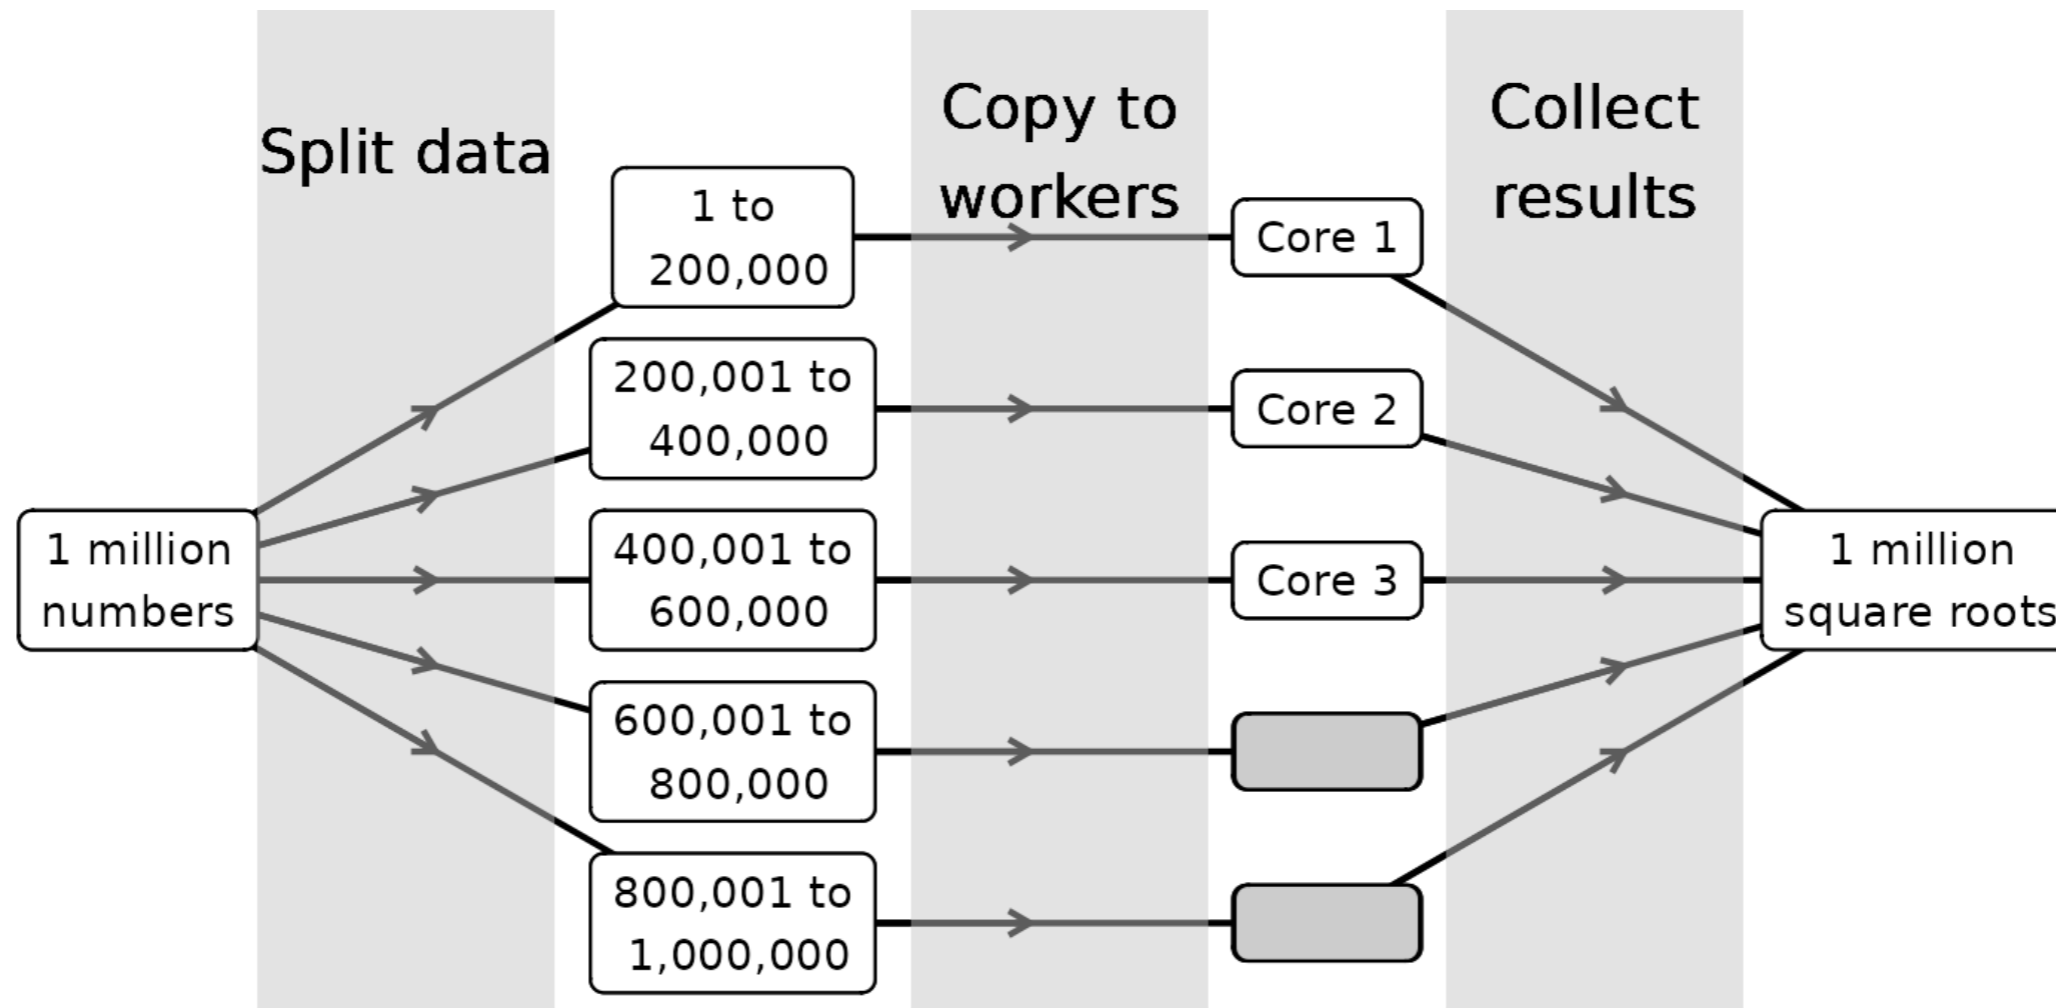 Split data
Copy to
workers
Collect
results
1 million
numbers
1 to
200,000
200,001 to
400,000
400,001 to
600,000
600,001 to
800,000
800,001 to
1,000,000
Core 1
Core 2
Core 3
1 million
square roots